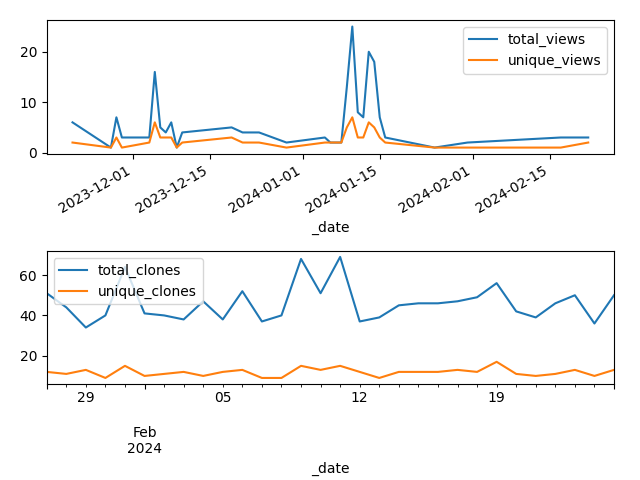 20
10
0
total_views
unique_views
2023-12-01
2023-12-15
2024-01-01
2024-01-15
2024-02-01
2024-02-15
_date
60
40
20
total_clones
unique_clones
29
05
12
19
Feb
2024
_date